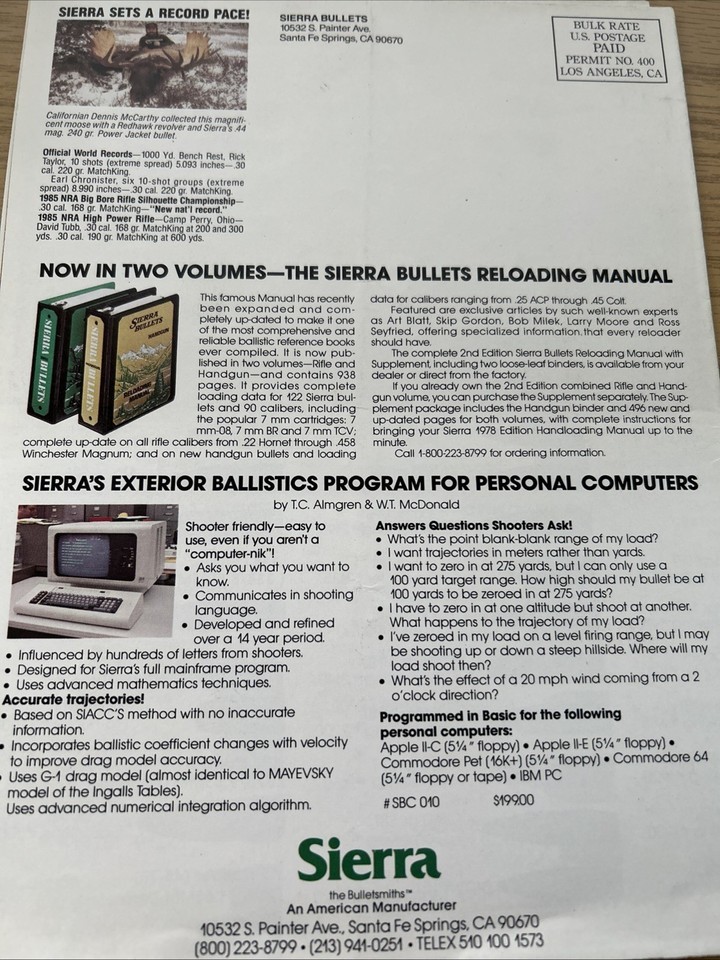 SIERRA SETS A RECORD PACE!
Californian Dennis McCarthy collected this magnifi-
cent moose with a Redhawk revolver and Sierra's .44
mag. 240 gr. Power Jacket bullet.
Official World Records—1000 Yd. Bench Rest, Rick
Taylor, 10 shots (extreme spread) 5.093 inches—.30
cal. 220 gr. MatchKing.
Earl Chronister, six 10-shot groups (extreme
spread) 8.990 inches—.30 cal. 220 gr. MatchKing.
1985 NRA Big Bore Rifle Silhouette Championship—
.30 cal. 168 gr. MatchKing—"New nat'l record."
1985 NRA High Power Rifle—Camp Perry, Ohio—
David Tubb, .30 cal. 168 gr. MatchKing at 200 and 300
yds. .30 cal. 190 gr. MatchKing at 600 yds.
SIERRA BULLETS
10532 S. Painter Ave.
Santa Fe Springs, CA 90670
BULK RATE
U.S. POSTAGE
PAID
PERMIT NO. 400
LOS ANGELES, CA
NOW IN TWO VOLUMES—THE SIERRA BULLETS RELOADING MANUAL
SIERRA BULLETS
SIERRA BULLETS
SIERRA
BULLETS
HANDGUN
RELOADING
MANUAL
This famous Manual has recently
been expanded and com-
pletely up-dated to make it one
of the most comprehensive and
reliable ballistic reference books
ever compiled. It is now pub-
lished in two volumes—Rifle and
Handgun—and contains 938
pages. It provides complete
loading data for 122 Sierra bul-
lets and 90 calibers, including
the popular 7 mm cartridges: 7
mm-08, 7 mm BR and 7 mm TCV;
complete up-date on all rifle calibers from .22 Hornet through .458
Winchester Magnum; and on new handgun bullets and loading
data for calibers ranging from .25 ACP through .45 Colt.
Featured are exclusive articles by such well-known experts
as Art Blatt, Skip Gordon, Bob Milek, Larry Moore and Ross
Seyfried, offering specialized information that every reloader
should have.
The complete 2nd Edition Sierra Bullets Reloading Manual with
Supplement, including two loose-leaf binders, is available from your
dealer or direct from the factory.
If you already own the 2nd Edition combined Rifle and Hand-
gun volume, you can purchase the Supplement separately. The Sup-
plement package includes the Handgun binder and 496 new and
up-dated pages for both volumes, with complete instructions for
bringing your Sierra 1978 Edition Handloading Manual up to the
minute.
Call 1-800-223-8799 for ordering information.
SIERRA'S EXTERIOR BALLISTICS PROGRAM FOR PERSONAL COMPUTERS
by T.C. Almgren & W.T. McDonald
Shooter friendly—easy to
use, even if you aren't a
"computer-nik"!
• Asks you what you want to
know.
• Communicates in shooting
language.
• Developed and refined
over a 14 year period.
• Influenced by hundreds of letters from shooters.
• Designed for Sierra's full mainframe program.
• Uses advanced mathematics techniques.
Accurate trajectories!
• Based on SIACC'S method with no inaccurate
information.
• Incorporates ballistic coefficient changes with velocity
to improve drag model accuracy.
• Uses G-1 drag model (almost identical to MAYEVSKY
model of the Ingalls Tables).
Uses advanced numerical integration algorithm.
Answers Questions Shooters Ask!
• What's the point blank-blank range of my load?
• I want trajectories in meters rather than yards.
• I want to zero in at 275 yards, but I can only use a
100 yard target range. How high should my bullet be at
100 yards to be zeroed in at 275 yards?
• I have to zero in at one altitude but shoot at another.
What happens to the trajectory of my load?
• I've zeroed in my load on a level firing range, but I may
be shooting up or down a steep hillside. Where will my
load shoot then?
• What's the effect of a 20 mph wind coming from a 2
o'clock direction?
Programmed in Basic for the following
personal computers:
Apple II-C (5¼" floppy) • Apple II-E (5¼" floppy) •
Commodore Pet (16K+) (5¼" floppy) • Commodore 64
(5¼" floppy or tape) • IBM PC
#SBC 010 $199.00
Sierra
the Bulletsmiths™
An American Manufacturer
10532 S. Painter Ave., Santa Fe Springs, CA 90670
(800) 223-8799 • (213) 941-0251 • TELEX 510 100 1573